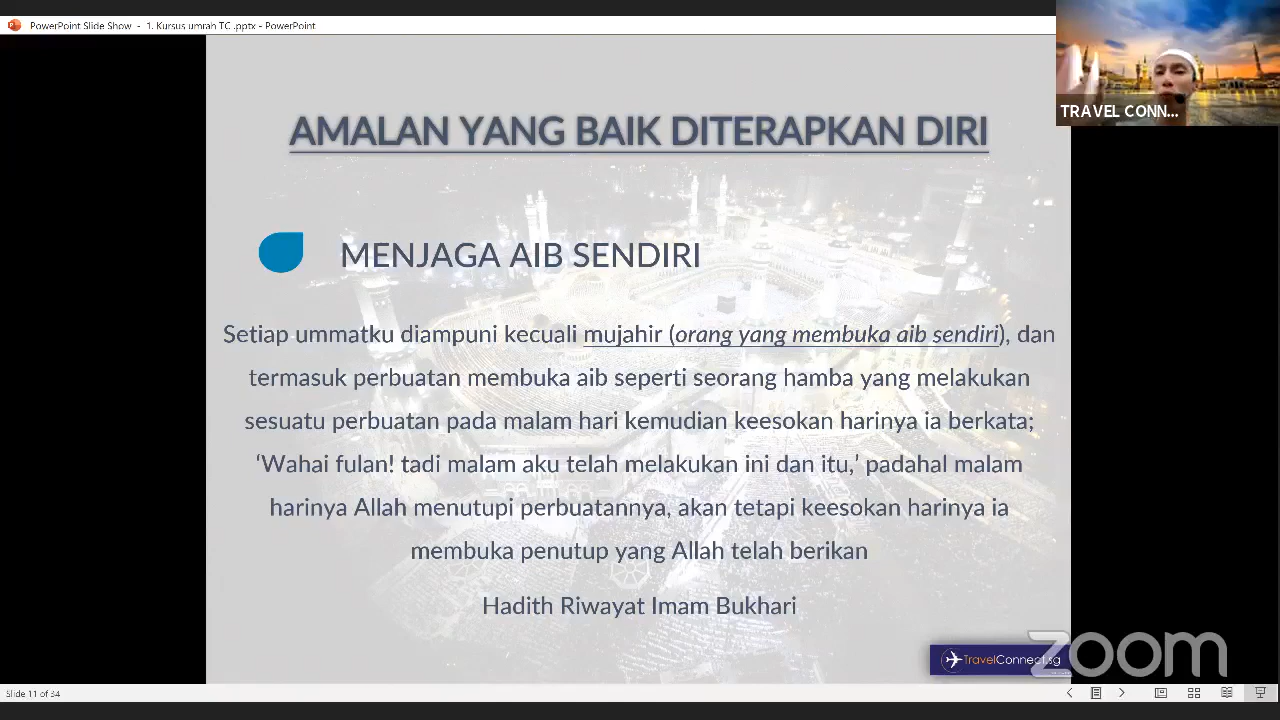 PowerPoint Slide Show - 1. Kursus umrah TC .pptx - PowerPoint
TRAVEL CONN...
AMALAN YANG BAIK DITERAPKAN DIRI
MENJAGA AIB SENDIRI
Setiap ummatku diampuni kecuali mujahir (orang yang membuka aib sendiri), dan
termasuk perbuatan membuka aib seperti seorang hamba yang melakukan
sesuatu perbuatan pada malam hari kemudian keesokan harinya ia berkata;
‘Wahai fulan! tadi malam aku telah melakukan ini dan itu,’ padahal malam
harinya Allah menutupi perbuatannya, akan tetapi keesokan harinya ia
membuka penutup yang Allah telah berikan
Hadith Riwayat Imam Bukhari
TravelConnect.sg
zoom
Slide 11 of 34